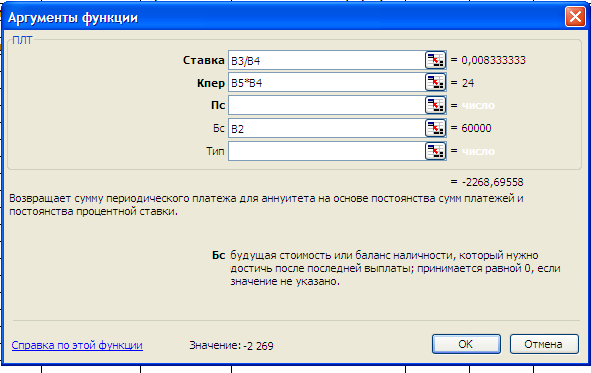 Аргументы функции
ПЛТ
Ставка B3/B4 = 0,008333333
Кпер B5*B4 = 24
Пс = число
Бс B2 = 60000
Тип = число
= -2268,69558
Возвращает сумму периодического платежа для аннуитета на основе постоянства сумм платежей и
постоянства процентной ставки.
Бс будущая стоимость или баланс наличности, который нужно
достичь после последней выплаты; принимается равной 0, если
значение не указано.
Справка по этой функции Значение: -2 269 OK Отмена